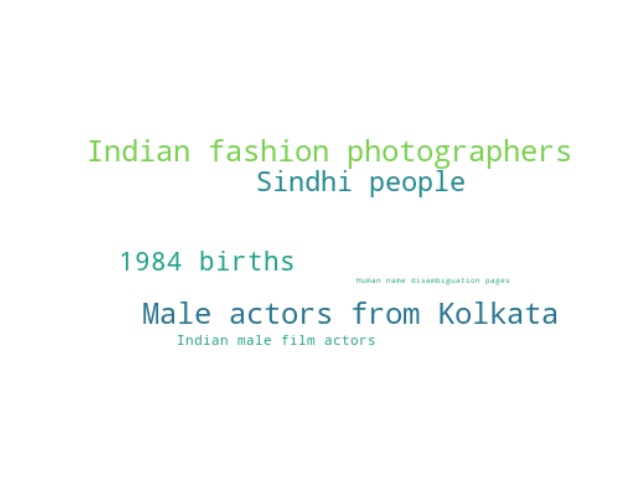 Indian fashion photographers
Sindhi people
1984 births
Human name disambiguation pages
Male actors from Kolkata
Indian male film actors